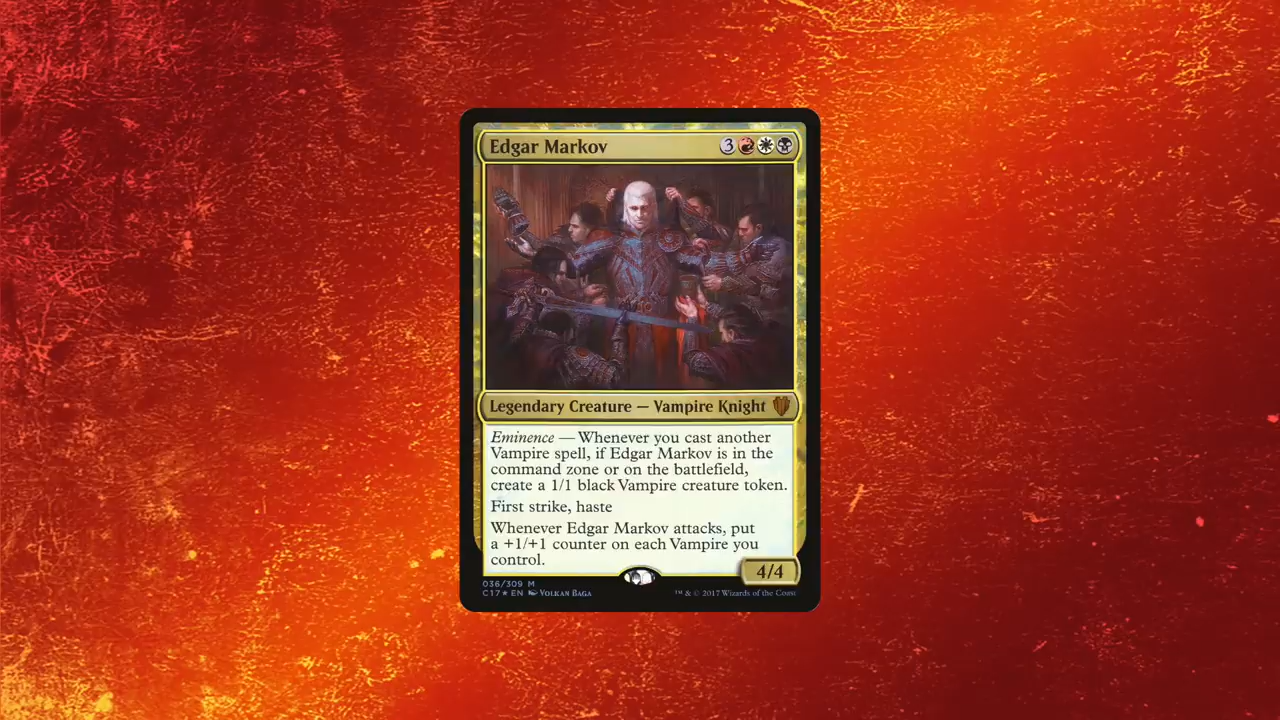 Edgar Markov 3
Legendary Creature — Vampire Knight
Eminence — Whenever you cast another
Vampire spell, if Edgar Markov is in the
command zone or on the battlefield,
create a 1/1 black Vampire creature token.
First strike, haste
Whenever Edgar Markov attacks, put
a +1/+1 counter on each Vampire you
control.
4/4
036/309 M
C17★EN VOLKAN BAGA ™ & © 2017 Wizards of the Coast